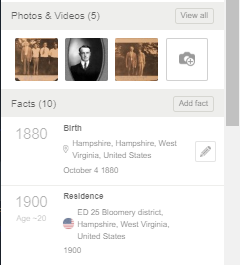 Photos & Videos (5)
View all
Facts (10)
Add fact
1880
Birth
Hampshire, Hampshire, West
Virginia, United States
October 4 1880
1900
Age ~20
Residence
ED 25 Bloomery district,
Hampshire, West Virginia,
United States
1900